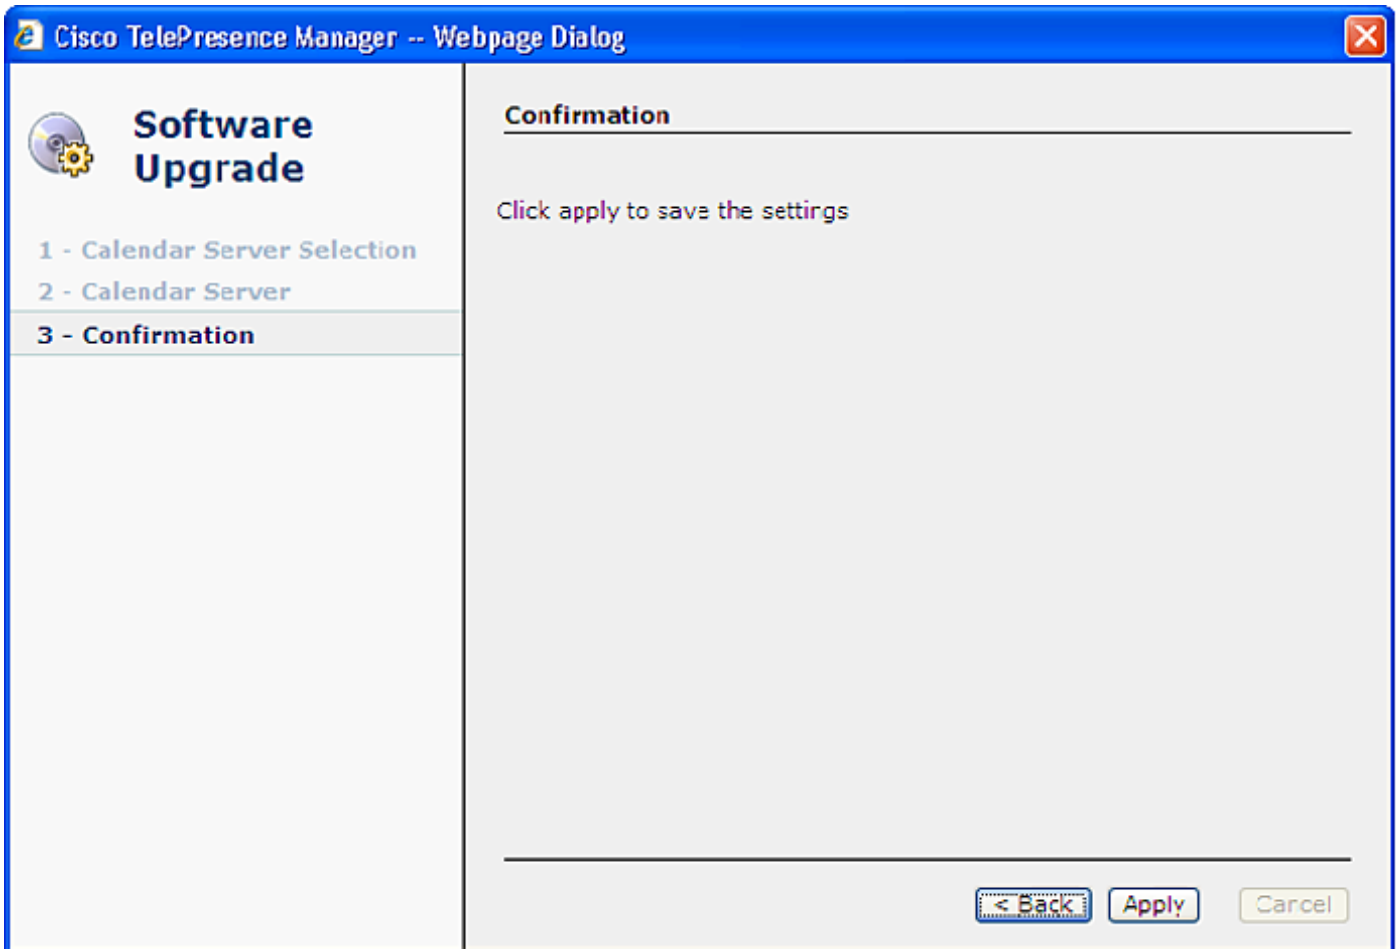 Cisco TelePresence Manager -- Webpage Dialog
Software
Upgrade
1 - Calendar Server Selection
2 - Calendar Server
3 - Confirmation
Confirmation
Click apply to save the settings
< Back
Apply
Cancel